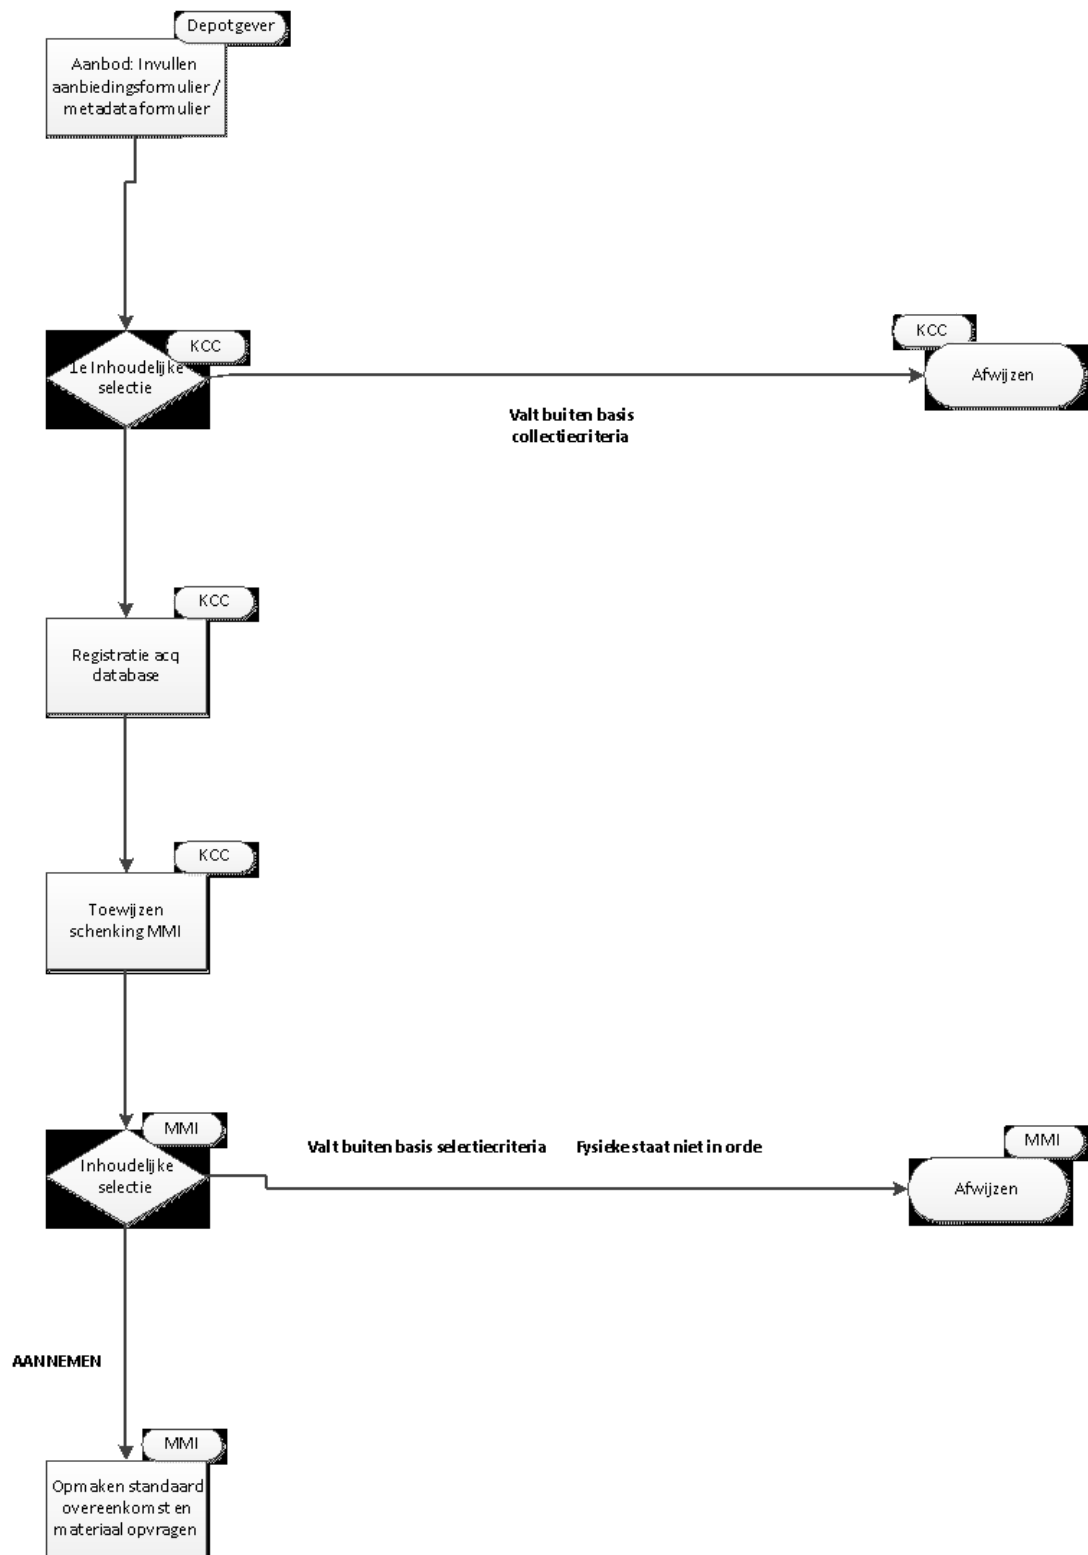 Depotgever
Aanbod: Invullen
aanbiedingsformulier /
metadataformulier
KCC
1e Inhoudelijke
selectie
KCC
Afwijzen
Valt buiten basis
collectiecriteria
KCC
Registratie acq
database
KCC
Toewijzen
schenking MMI
MMI
Inhoudelijke
selectie
Valt buiten basis selectiecriteria Fysieke staat niet in orde
MMI
Afwijzen
AANNEMEN
MMI
Opmaken standaard
overeenkomst en
materiaal opvragen